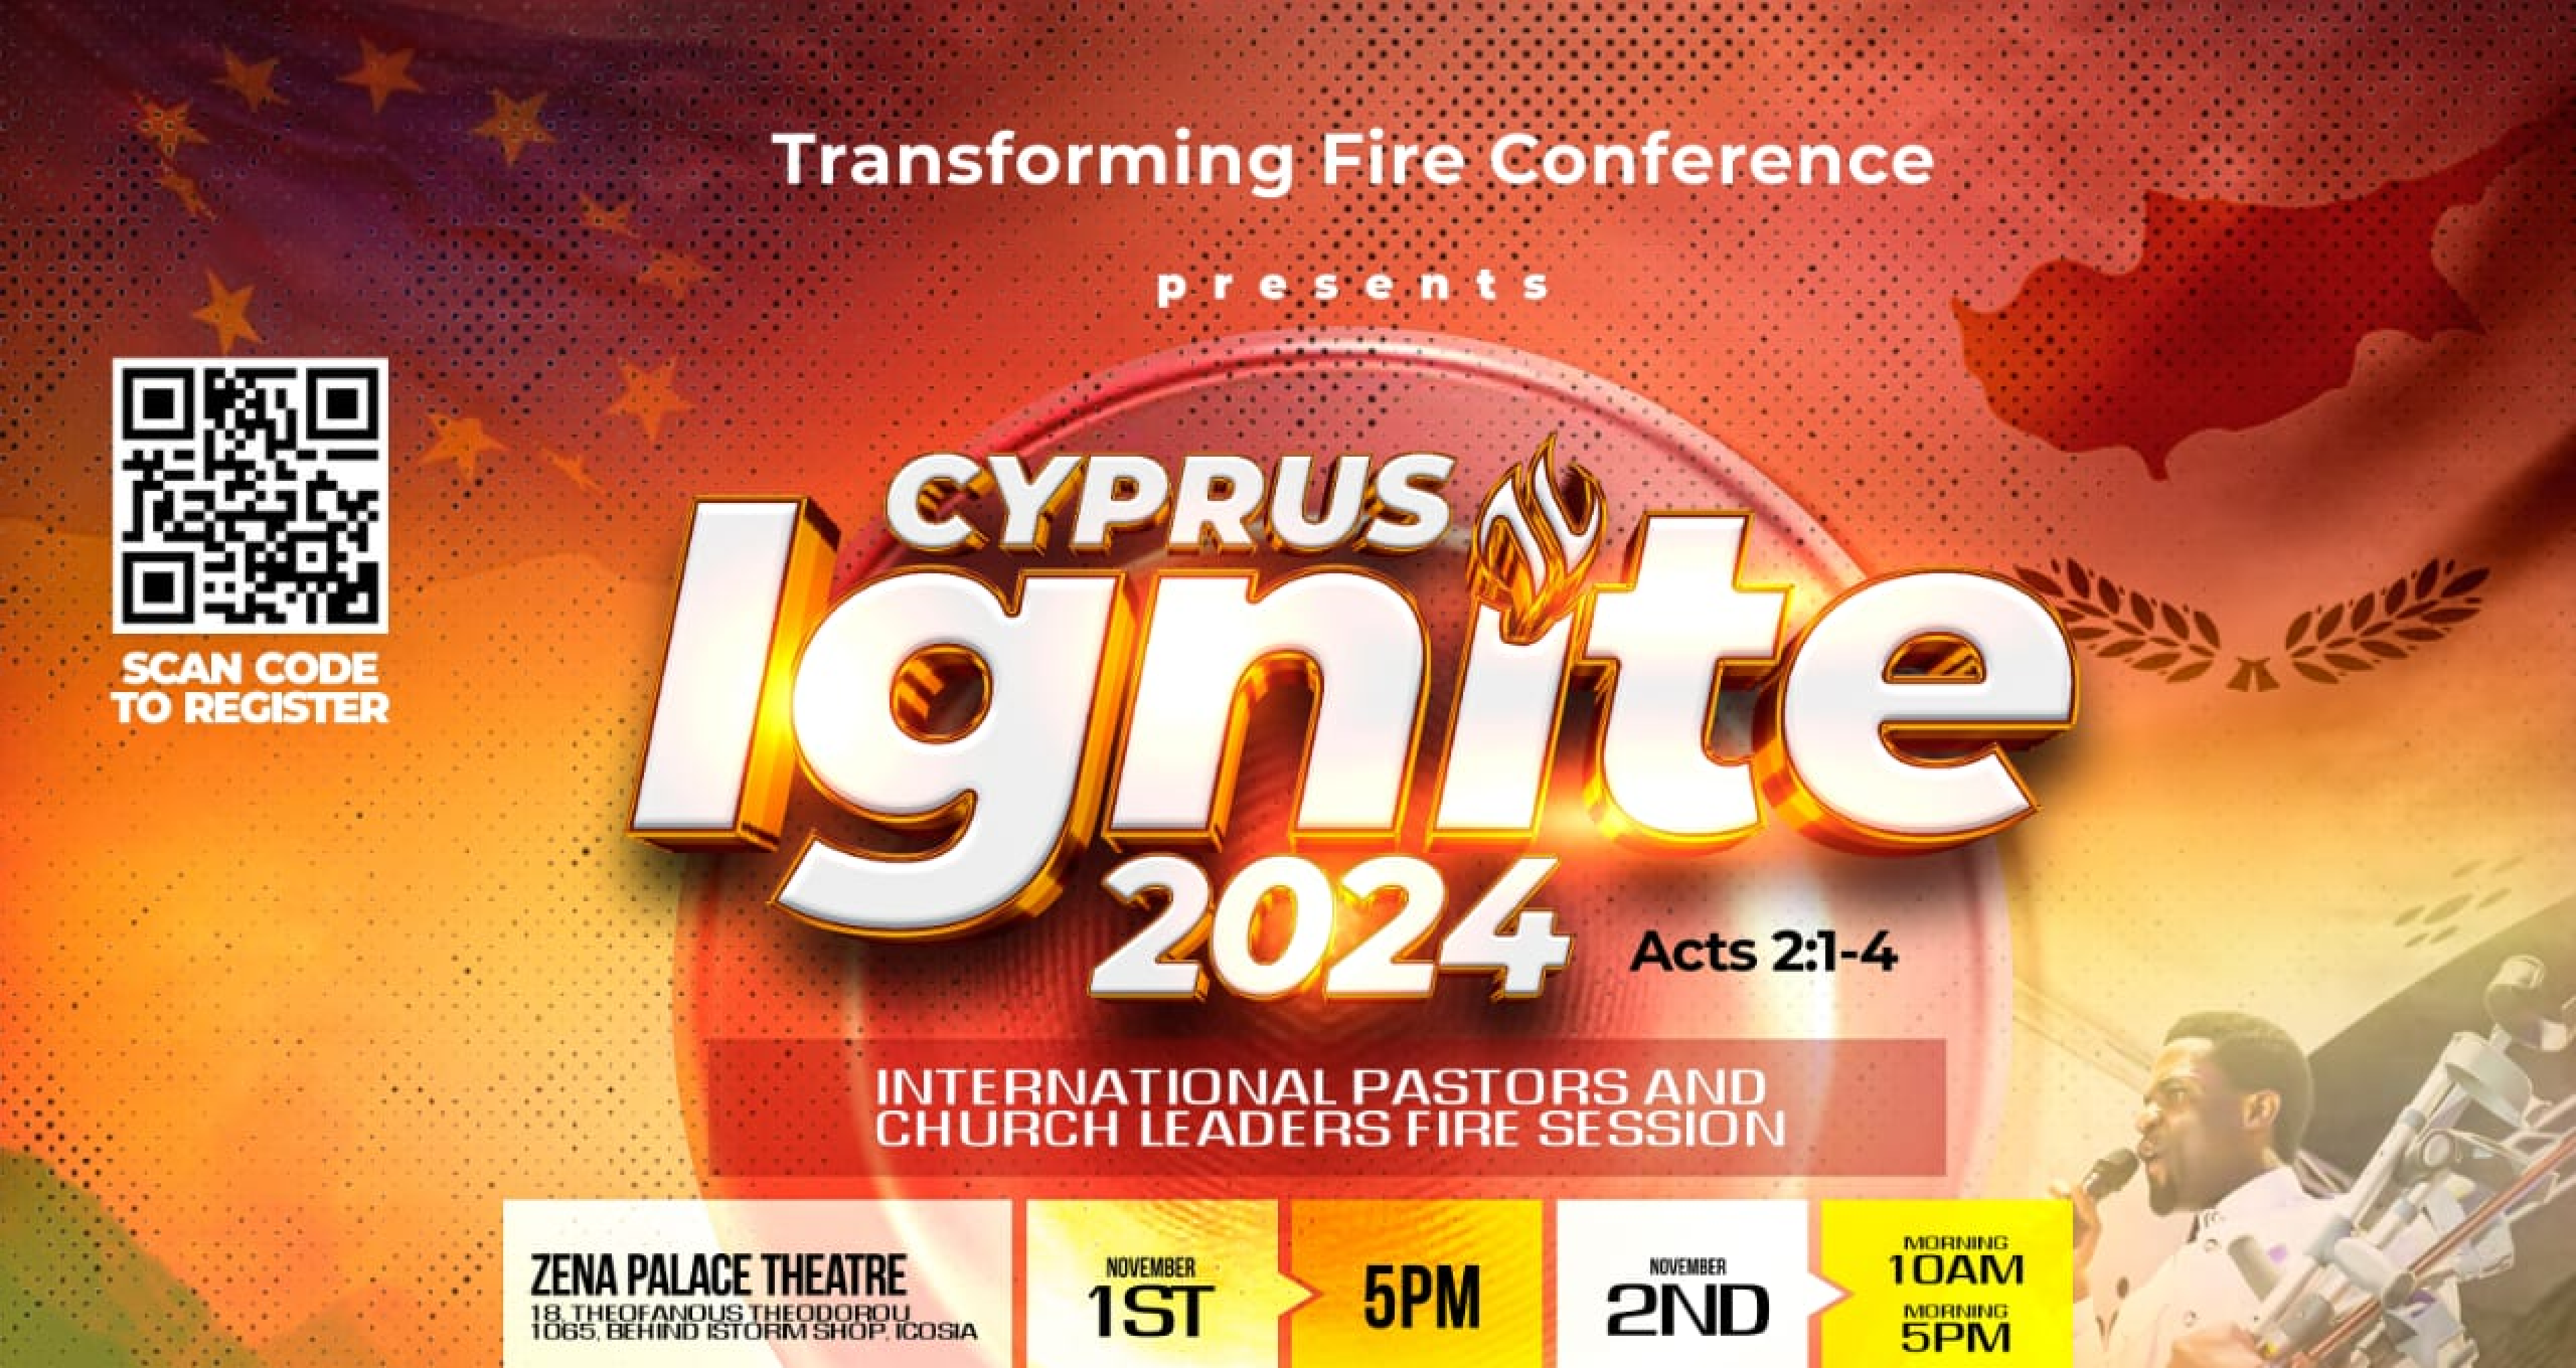 Transforming Fire Conference
presents
SCAN CODE
TO REGISTER
CYPRUS
Ignite
2024
Acts 2:1-4
INTERNATIONAL PASTORS AND
CHURCH LEADERS FIRE SESSION
ZENA PALACE THEATRE
18, THEOFANOUS THEODOROU
1065, BEHIND ISTORM SHOP, ICOSIA
NOVEMBER
1ST
5PM
NOVEMBER
2ND
MORNING
10AM
MORNING
5PM